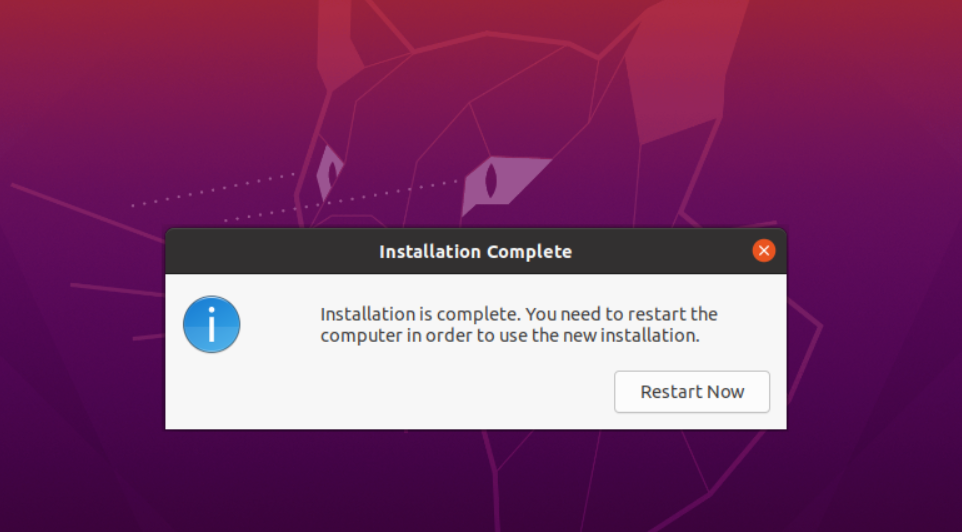 Installation Complete
Installation is complete. You need to restart the
computer in order to use the new installation.
Restart Now